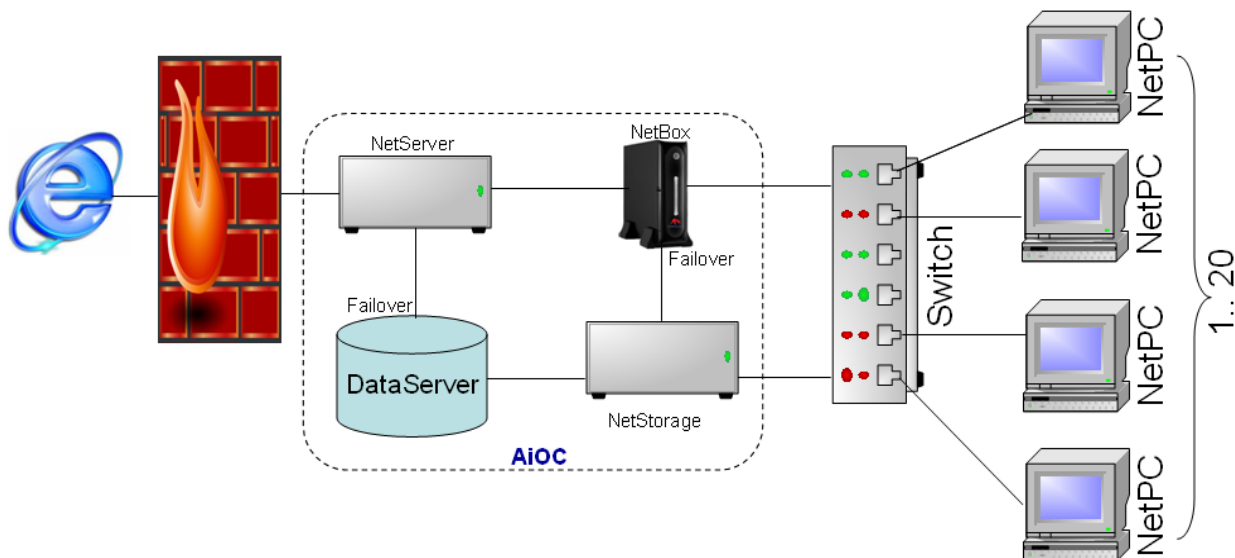 NetServer
NetBox
Failover
Failover
DataServer
NetStorage
AiOC
Switch
NetPC
NetPC
NetPC
NetPC
1.. 20